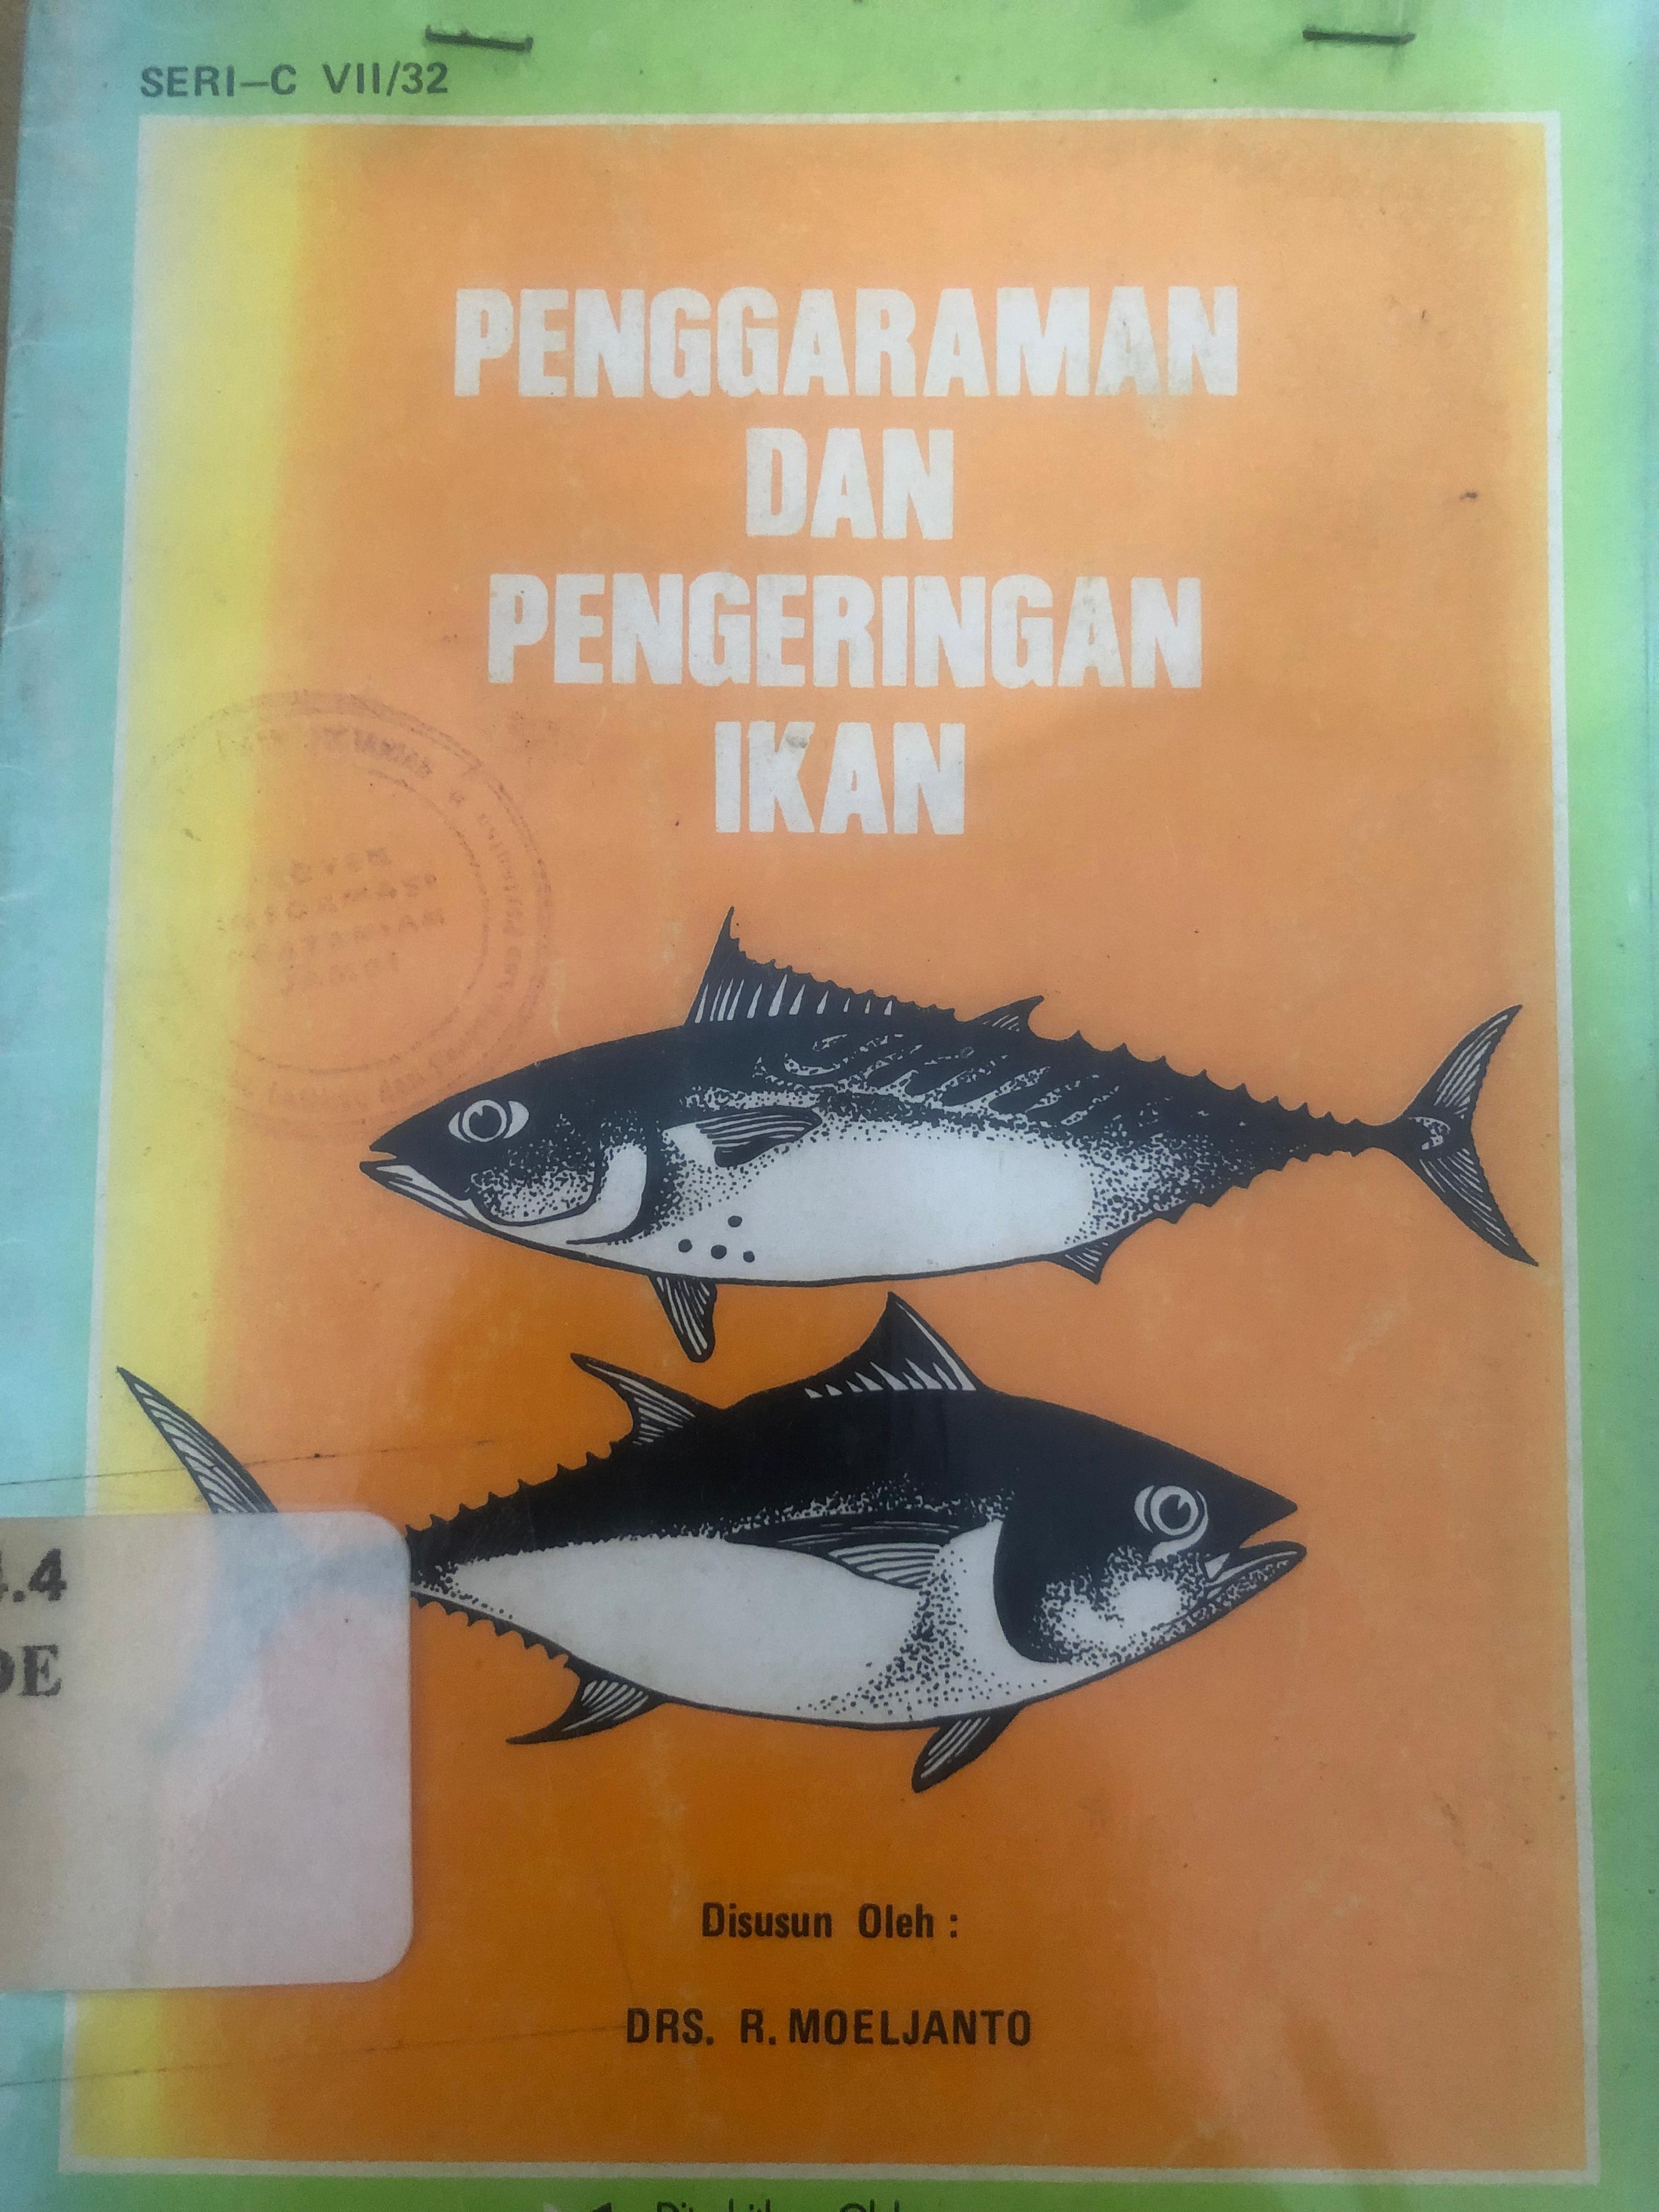 SERI–C VII/32
PENGGARAMAN
DAN
PENGERINGAN
IKAN
.4
DE
Disusun Oleh :
DRS. R. MOELJANTO